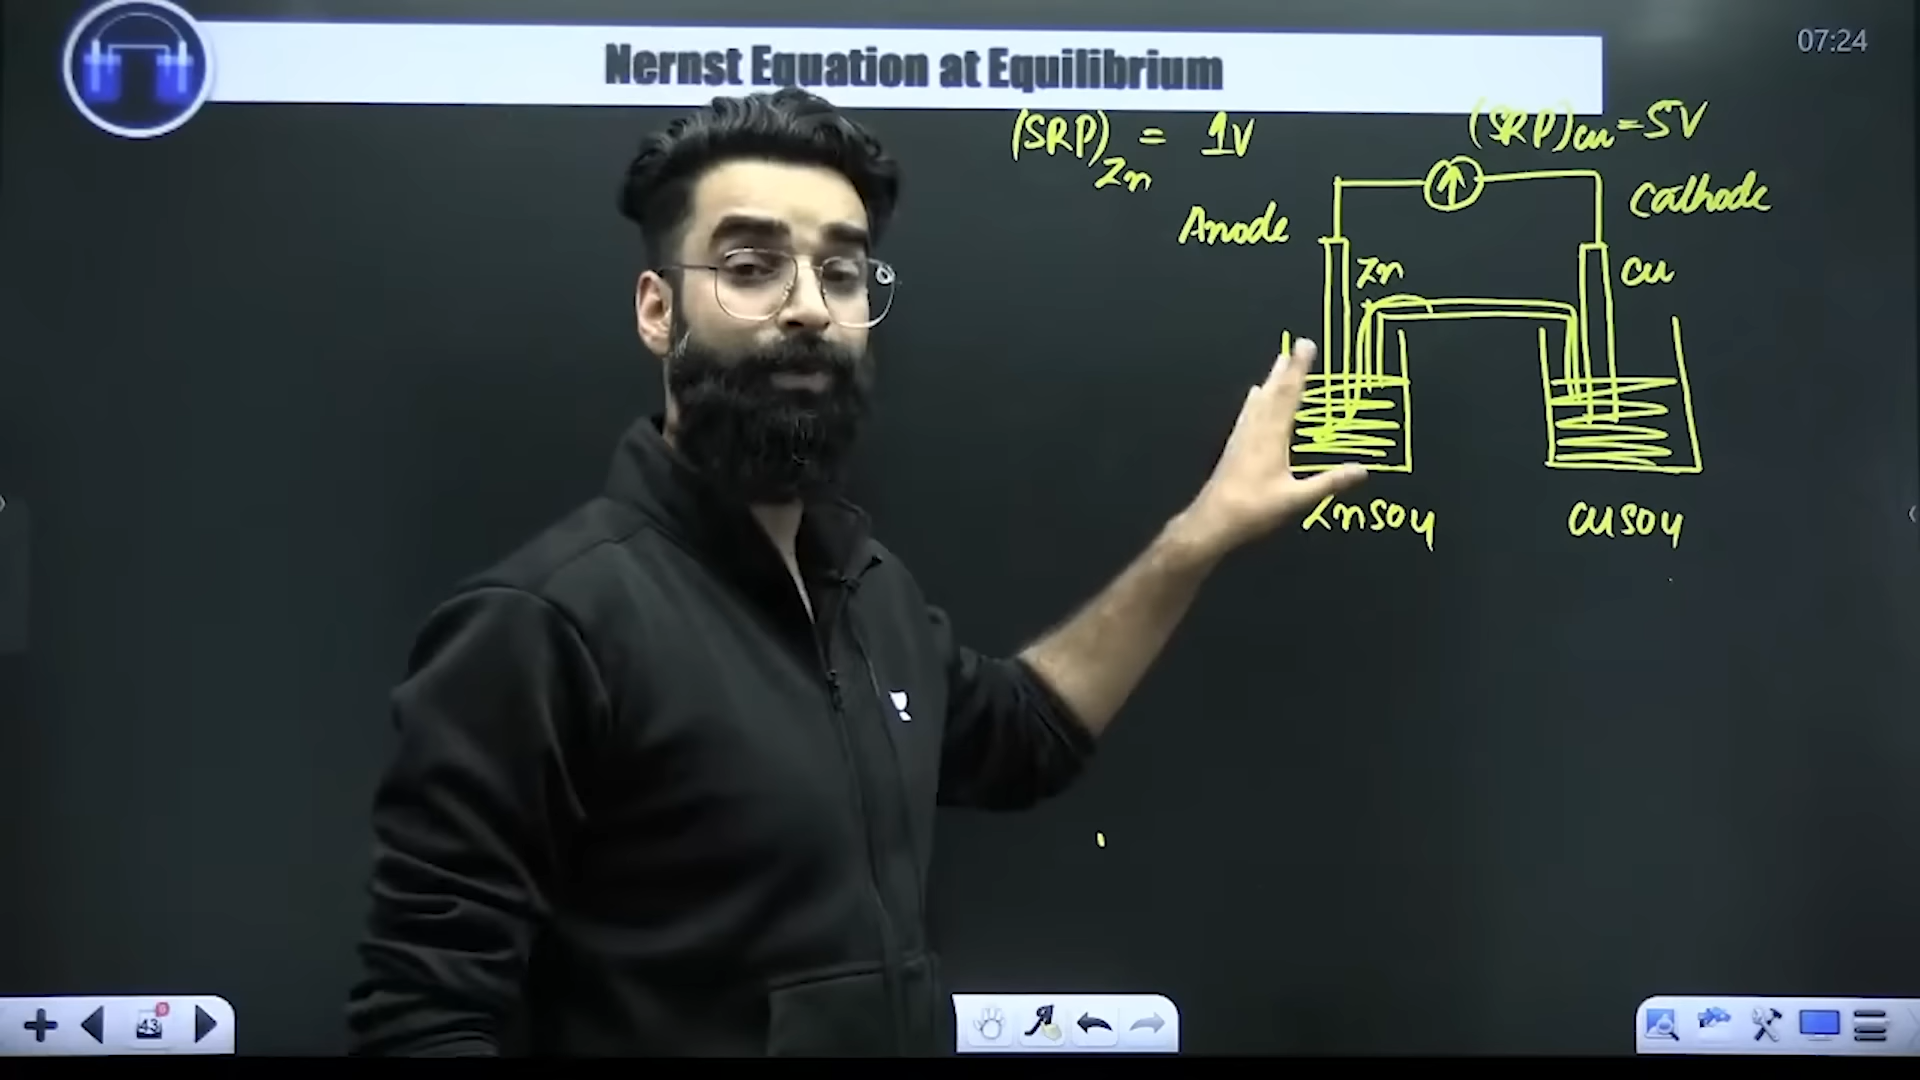 07:24
Nernst Equation at Equilibrium
(SRP)Zn = 1V
(SRP)Cu = 5V
Anode
Cathode
Zn
Cu
ZnSO4
CuSO4
43